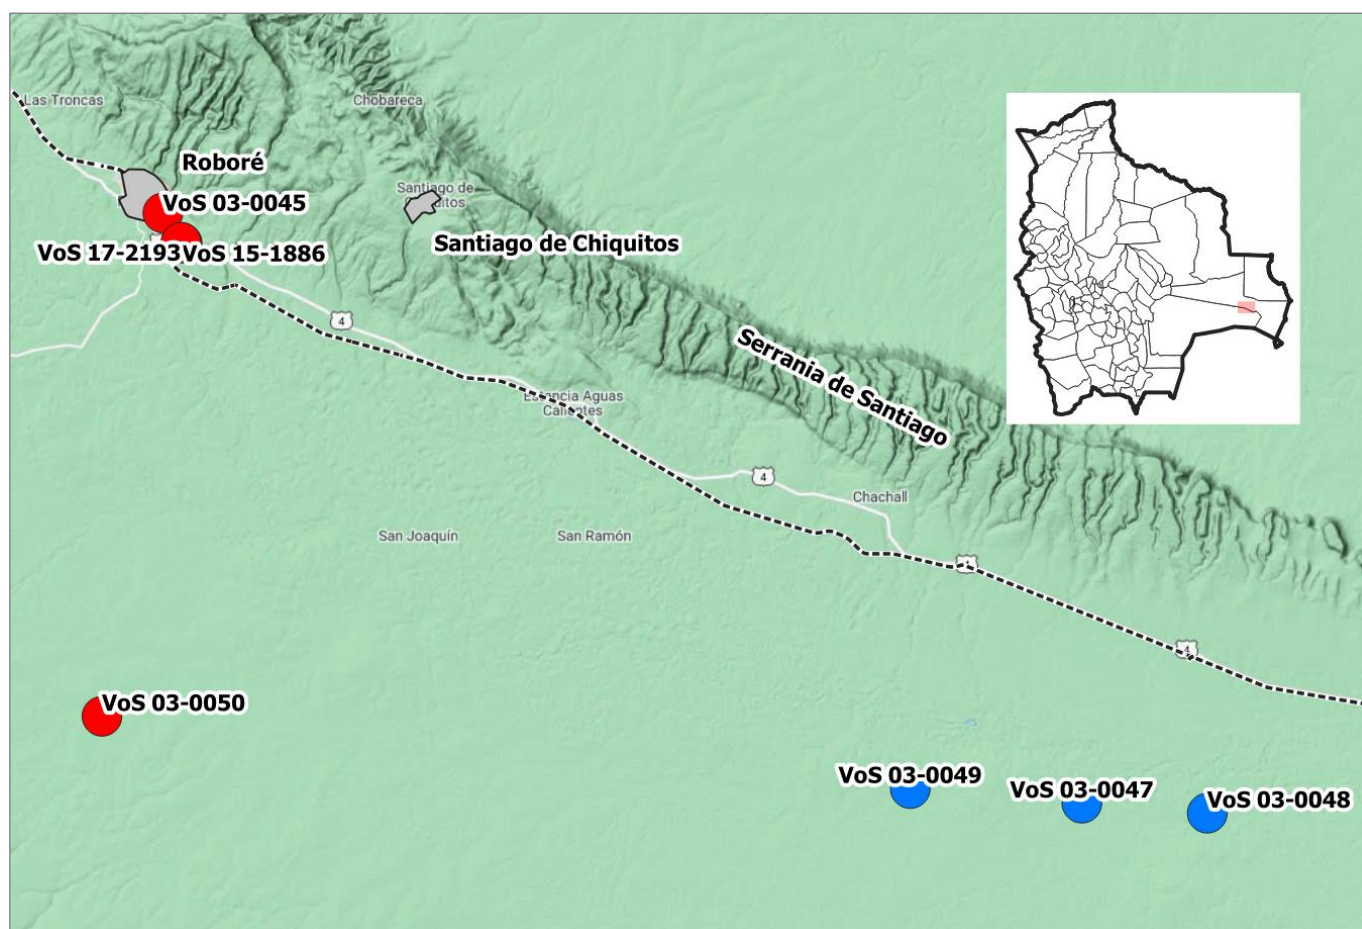 Las Troncas
Chobareca
Roboré
Santiago de
VoS 03-0045
Santiago de Chiquitos
VoS 17-2193
VoS 15-1886
4
Serrania de Santiago
Estancia Aguas
Calientes
4
Chachall
San Joaquín
San Ramón
4
VoS 03-0050
VoS 03-0049
VoS 03-0047
VoS 03-0048